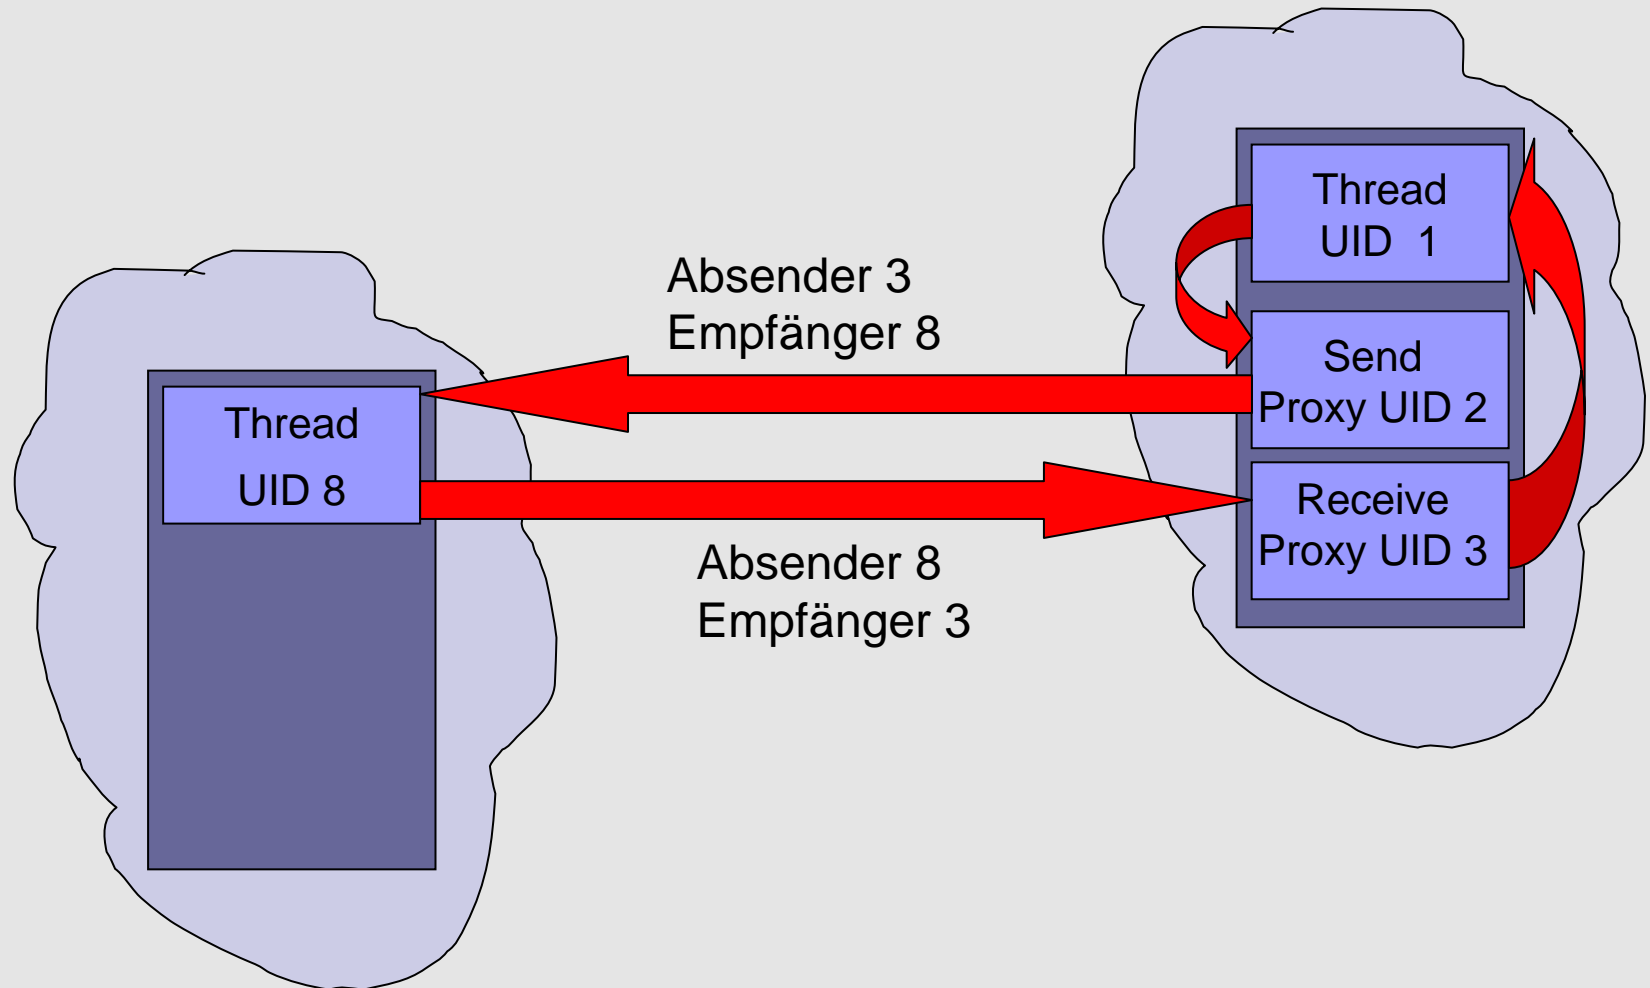 Thread
UID 1
Absender 3
Empfänger 8
Send
Proxy UID 2
Thread
UID 8
Receive
Proxy UID 3
Absender 8
Empfänger 3